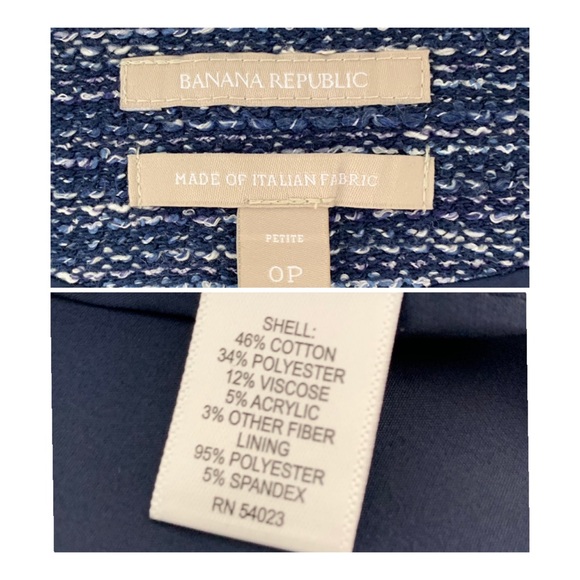 BANANA REPUBLIC
MADE OF ITALIAN FABRIC
PETITE
OP
SHELL:
46% COTTON
34% POLYESTER
12% VISCOSE
5% ACRYLIC
3% OTHER FIBER
LINING
95% POLYESTER
5% SPANDEX
RN 54023